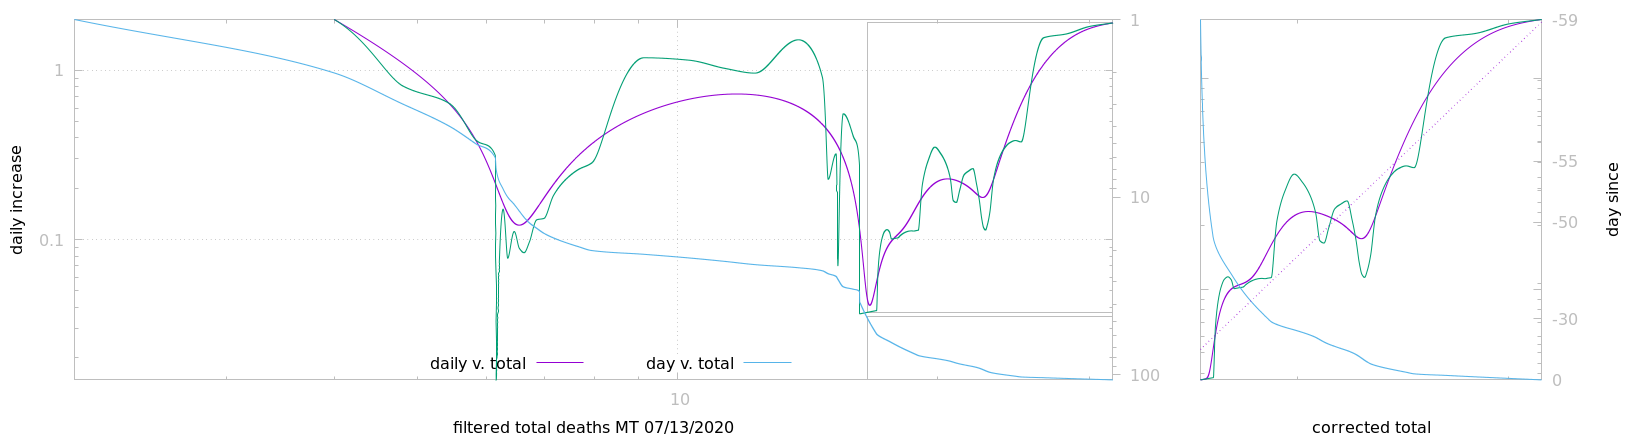 1
0.1
daily increase
daily v. total
day v. total
10
filtered total deaths MT 07/13/2020
1
10
100
-59
-55
-50
-30
0
day since
corrected total